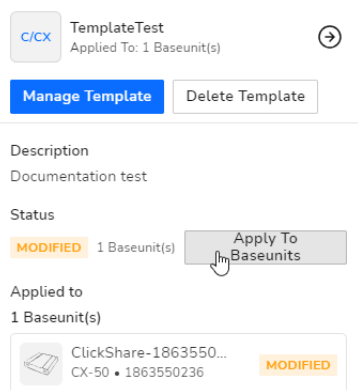 C/CX
TemplateTest
Applied To: 1 Baseunit(s)
Manage Template
Delete Template
Description
Documentation test
Status
MODIFIED 1 Baseunit(s)
Apply To
Baseunits
Applied to
1 Baseunit(s)
ClickShare-1863550...
CX-50 • 1863550236
MODIFIED